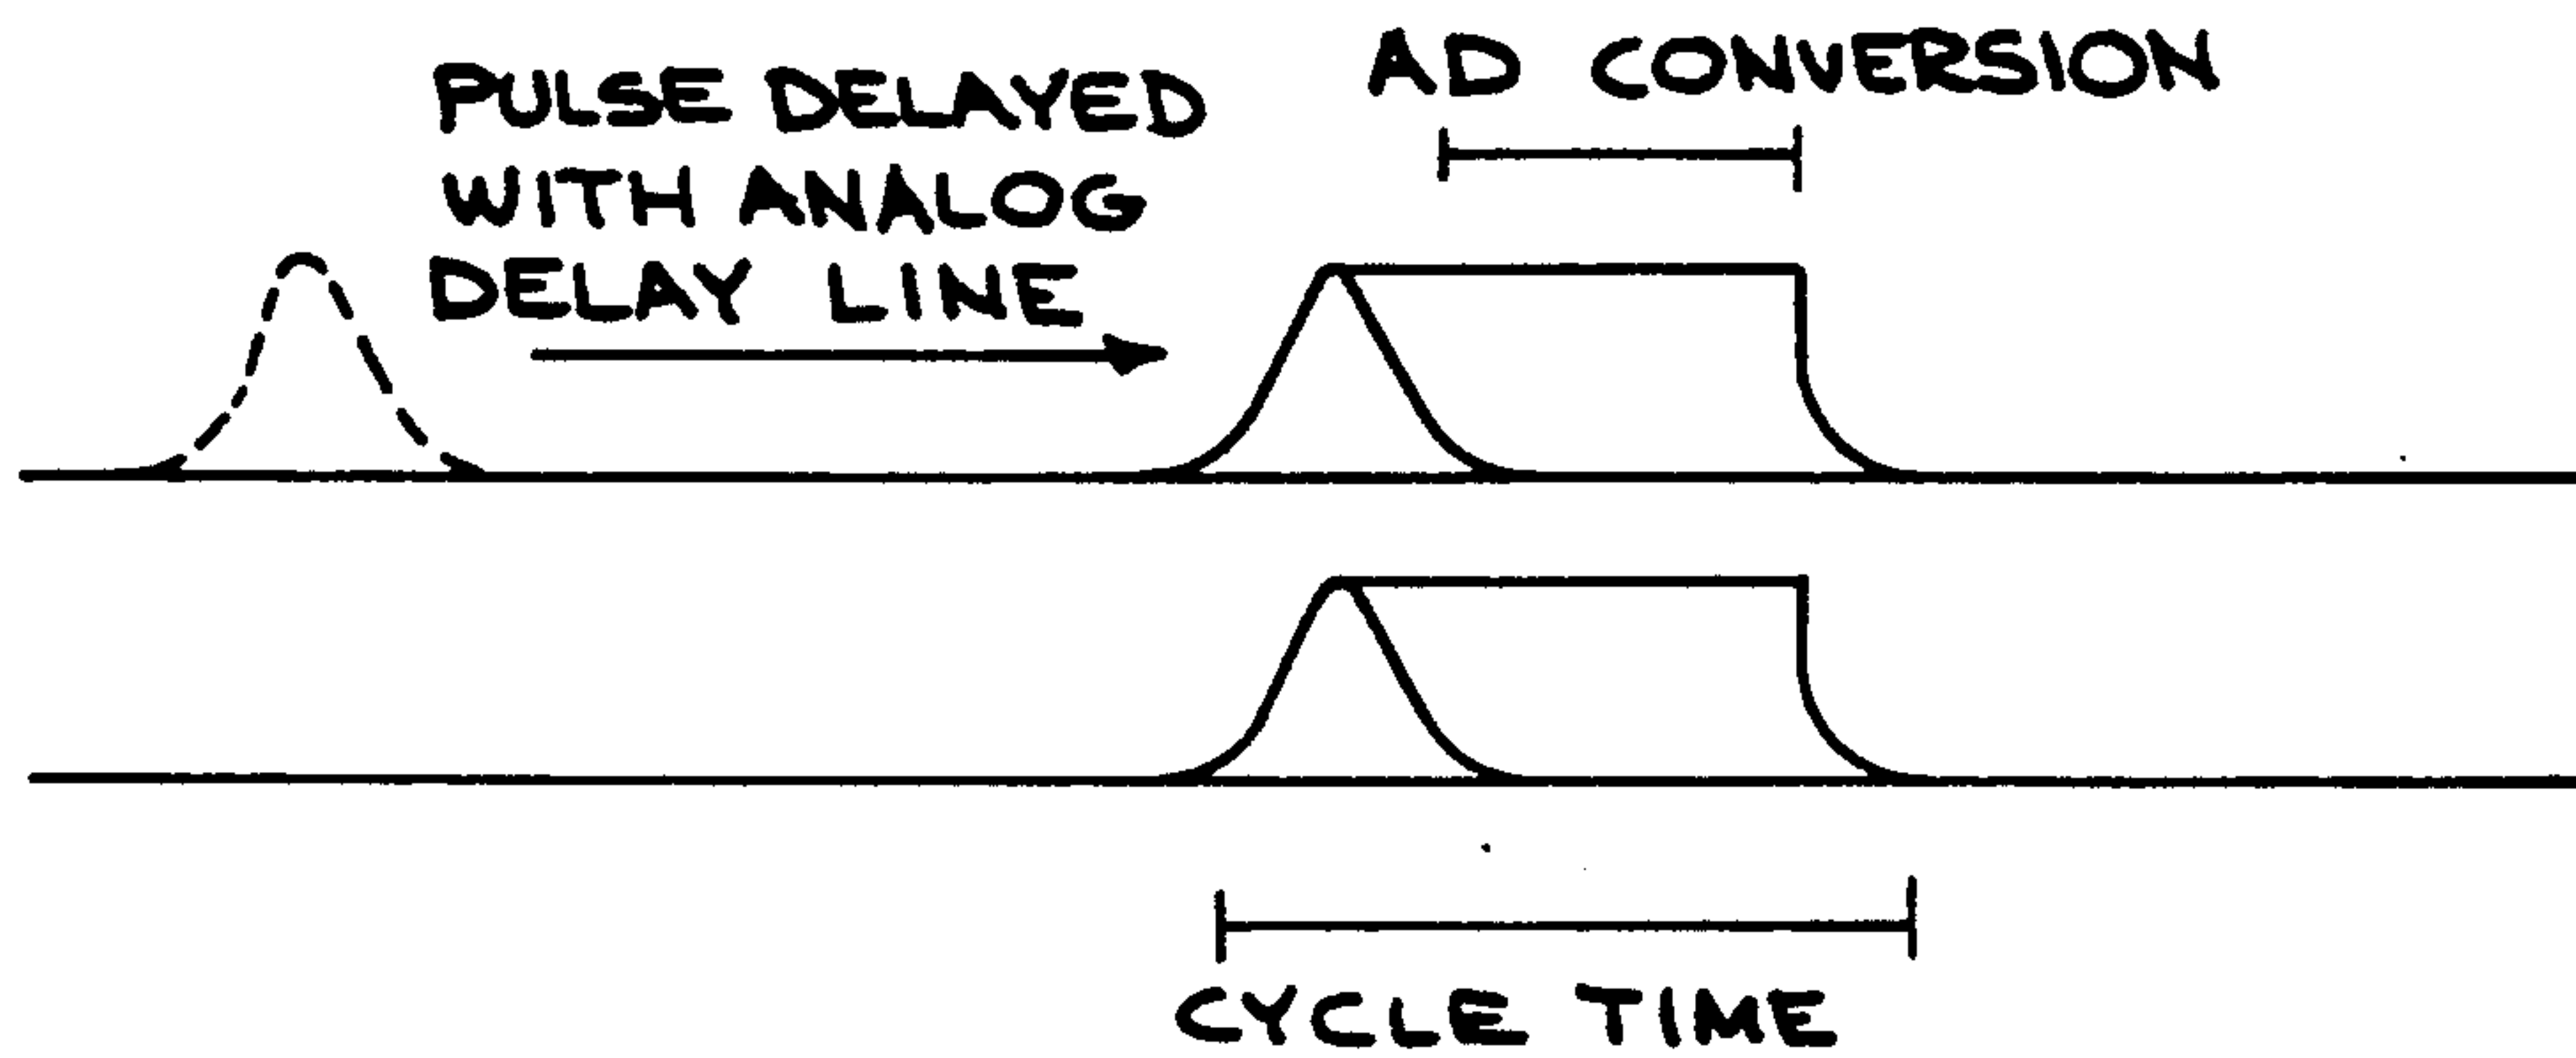 PULSE DELAYED
WITH ANALOG
DELAY LINE
AD CONVERSION
CYCLE TIME